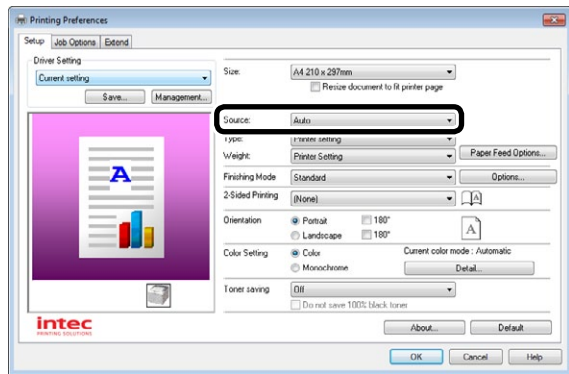 Printing Preferences
Setup Job Options Extend
Driver Setting
Current setting
Save... Management...
Size: A4 210 x 297mm
Resize document to fit printer page
Source: Auto
Type: Printer setting
Weight: Printer Setting Paper Feed Options...
Finishing Mode Standard Options...
2-Sided Printing (None)
Orientation Portrait 180°
Landscape 180°
Color Setting Color Current color mode : Automatic
Monochrome Detail...
Toner saving Off
Do not save 100% black toner
A
A
A
intec
PRINTING SOLUTIONS
About... Default
OK Cancel Help